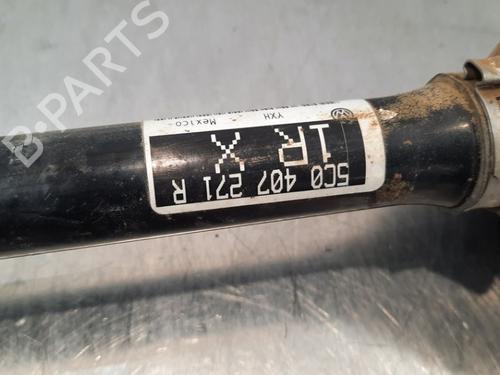 B-PARTS
YXH
Mexico
1R
X
5C0 407 271 R